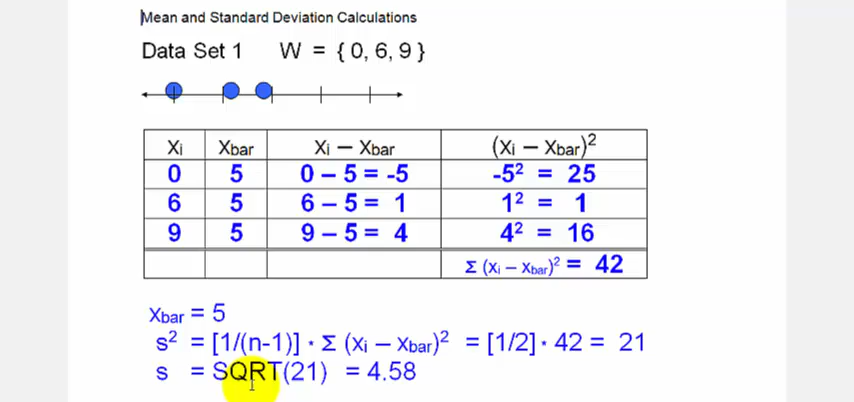 Mean and Standard Deviation Calculations
Data Set 1 W = { 0, 6, 9 }
Xi Xbar Xi – Xbar (Xi – Xbar)²
0 5 0 – 5 = -5 -5² = 25
6 5 6 – 5 = 1 1² = 1
9 5 9 – 5 = 4 4² = 16
Σ (Xi – Xbar)² = 42
Xbar = 5
s² = [1/(n-1)] · Σ (Xi – Xbar)² = [1/2] · 42 = 21
s = SQRT(21) = 4.58